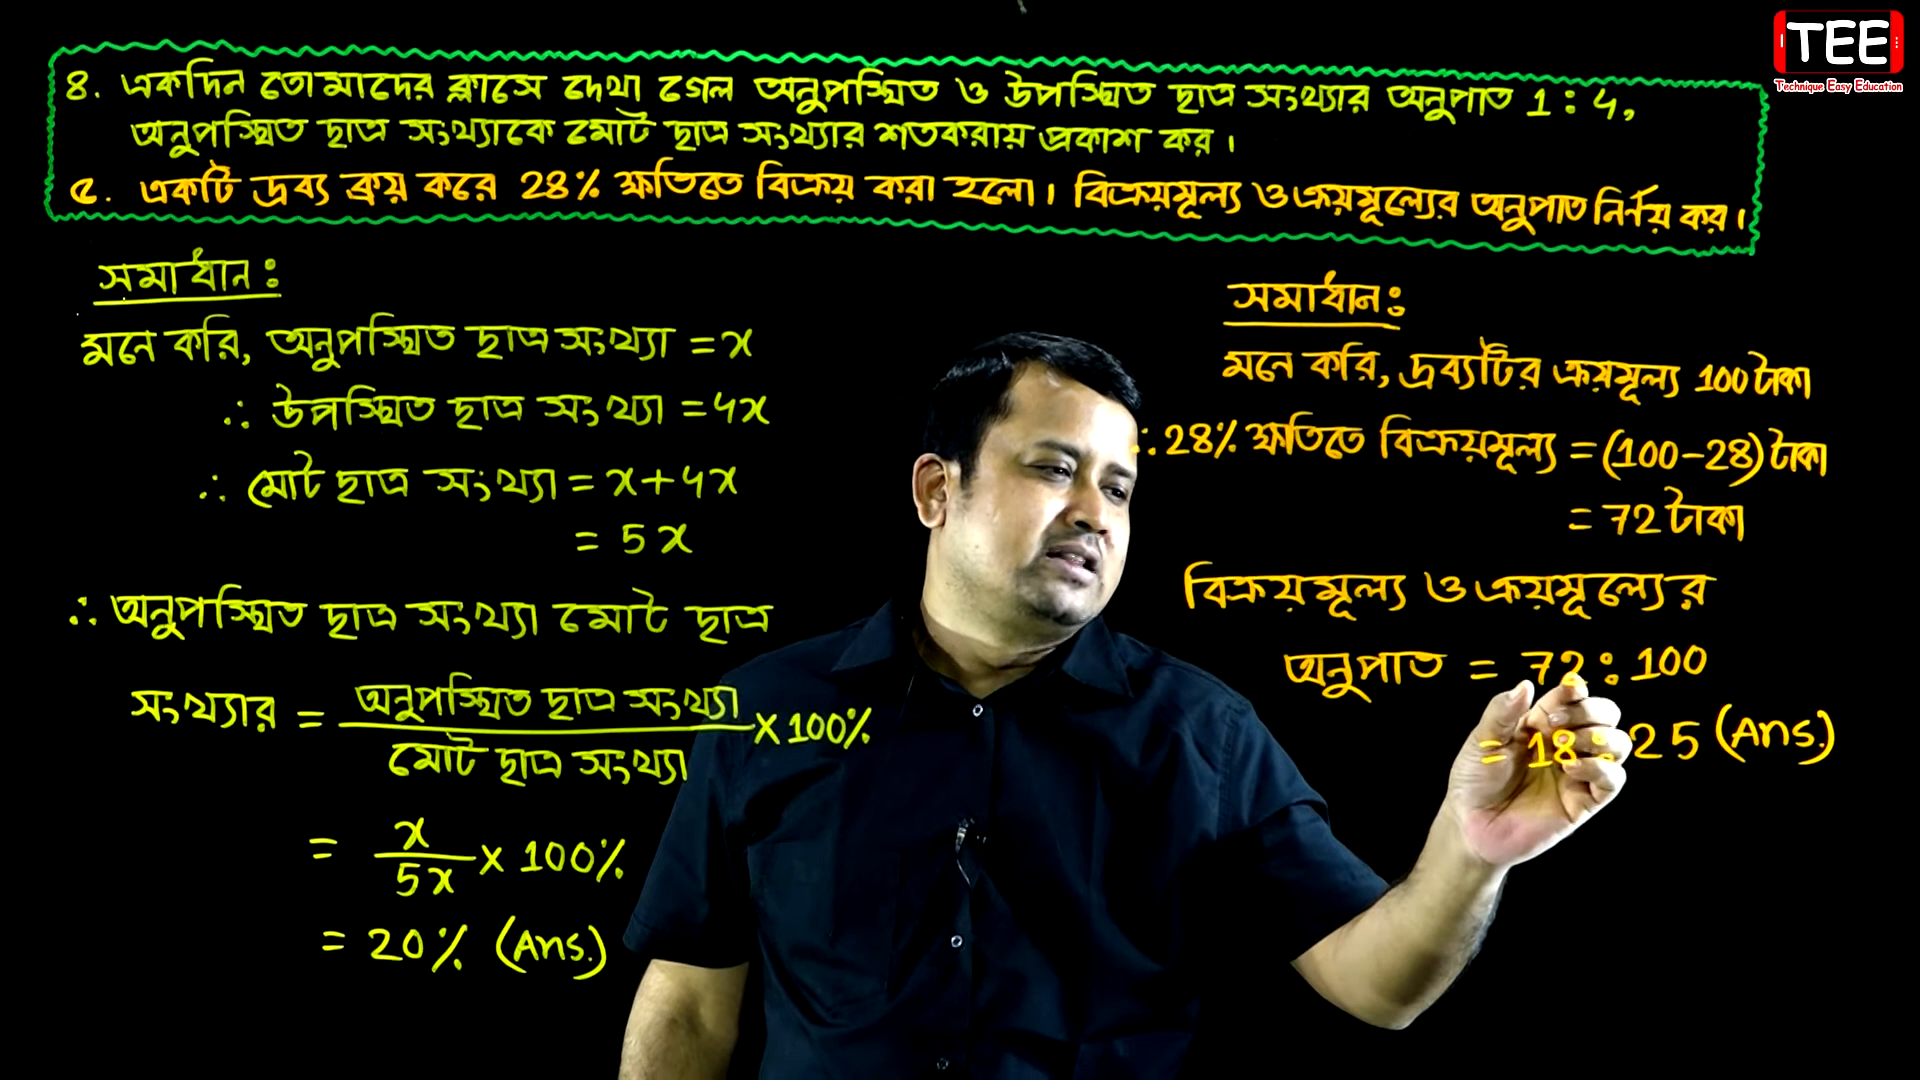 TEE
Technique Easy Education
৪. একদিন তোমাদের ক্লাসে দেখা গেল অনুপস্থিত ও উপস্থিত ছাত্র সংখ্যার অনুপাত 1 : 4,
অনুপস্থিত ছাত্র সংখ্যাকে মোট ছাত্র সংখ্যার শতকরায় প্রকাশ কর।
৫. একটি দ্রব্য ক্রয় করে 28% ক্ষতিতে বিক্রয় করা হলো। বিক্রয়মূল্য ও ক্রয়মূল্যের অনুপাত নির্ণয় কর।
সমাধান :
মনে করি, অনুপস্থিত ছাত্র সংখ্যা = x
∴ উপস্থিত ছাত্র সংখ্যা = 4x
∴ মোট ছাত্র সংখ্যা = x + 4x
= 5x
∴ অনুপস্থিত ছাত্র সংখ্যা মোট ছাত্র
সংখ্যার = অনুপস্থিত ছাত্র সংখ্যা / মোট ছাত্র সংখ্যা × 100%
= x / 5x × 100%
= 20% (Ans.)
সমাধান :
মনে করি, দ্রব্যটির ক্রয়মূল্য 100 টাকা
∴ 28% ক্ষতিতে বিক্রয়মূল্য = (100 - 28) টাকা
= 72 টাকা
বিক্রয়মূল্য ও ক্রয়মূল্যের
অনুপাত = 72 : 100
= 18 : 25 (Ans.)